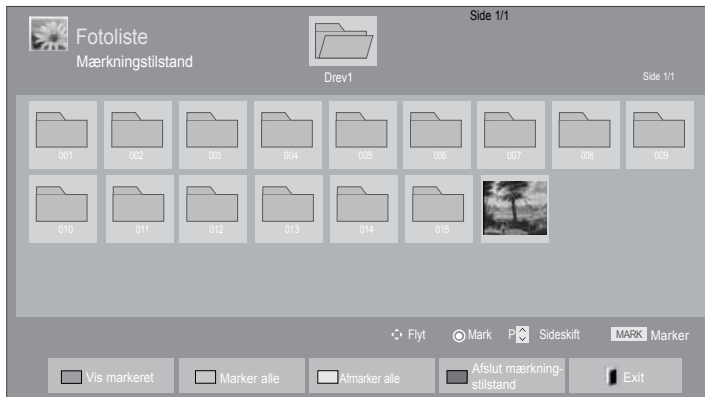 Side 1/1
Fotoliste
Mærkningstilstand
Drev1
Side 1/1
001 002 003 004 005 006 007 008 009
010 011 012 013 014 015
Flyt Mark P Sideskift MARK Marker
Vis markeret Marker alle Afmarker alle Afslut mærkning-
tilstand Exit